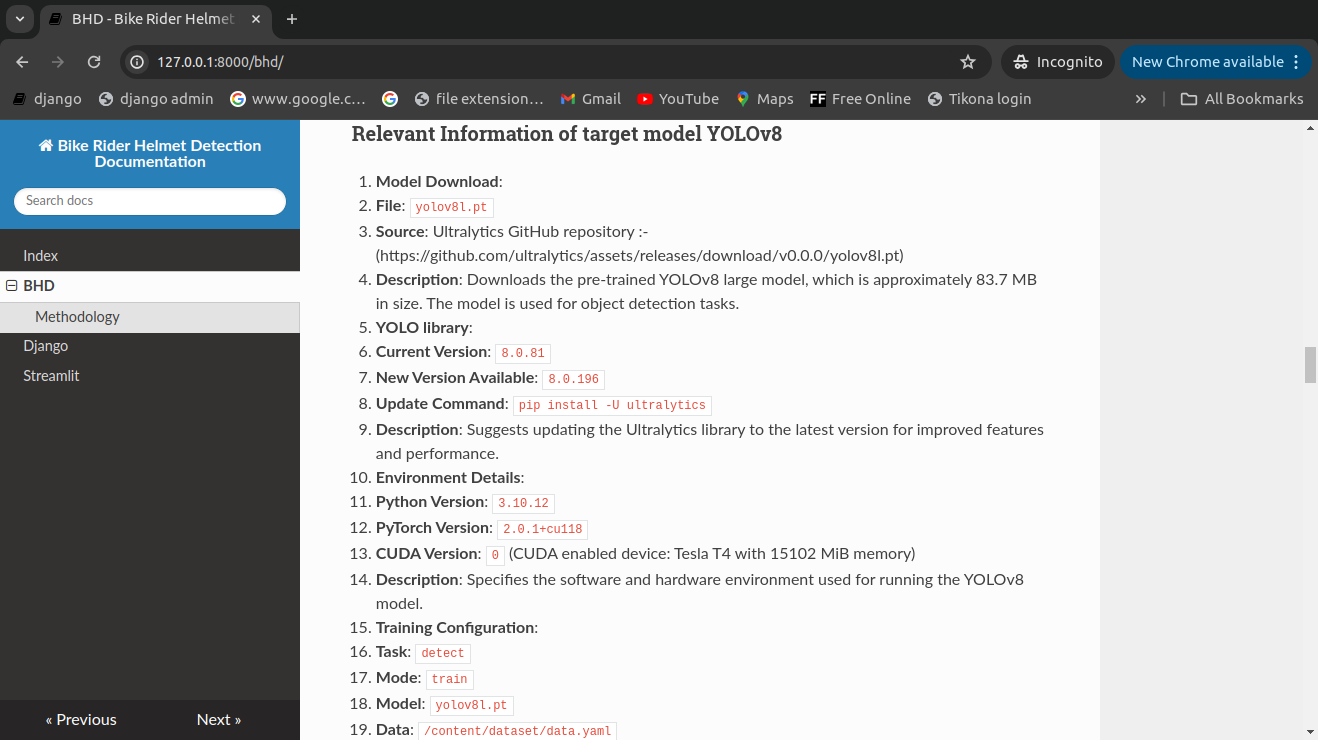 BHD - Bike Rider Helmet
127.0.0.1:8000/bhd/
Incognito
New Chrome available
django
django admin
www.google.c...
file extension...
Gmail
YouTube
Maps
FF Free Online
Tikona login
»
All Bookmarks
Bike Rider Helmet Detection
Documentation
Search docs
Index
BHD
Methodology
Django
Streamlit
« Previous
Next »
Relevant Information of target model YOLOv8
1. Model Download:
2. File: yolov8l.pt
3. Source: Ultralytics GitHub repository :-
(https://github.com/ultralytics/assets/releases/download/v0.0.0/yolov8l.pt)
4. Description: Downloads the pre-trained YOLOv8 large model, which is approximately 83.7 MB
in size. The model is used for object detection tasks.
5. YOLO library:
6. Current Version: 8.0.81
7. New Version Available: 8.0.196
8. Update Command: pip install -U ultralytics
9. Description: Suggests updating the Ultralytics library to the latest version for improved features
and performance.
10. Environment Details:
11. Python Version: 3.10.12
12. PyTorch Version: 2.0.1+cu118
13. CUDA Version: 0 (CUDA enabled device: Tesla T4 with 15102 MiB memory)
14. Description: Specifies the software and hardware environment used for running the YOLOv8
model.
15. Training Configuration:
16. Task: detect
17. Mode: train
18. Model: yolov8l.pt
19. Data: /content/dataset/data.yaml